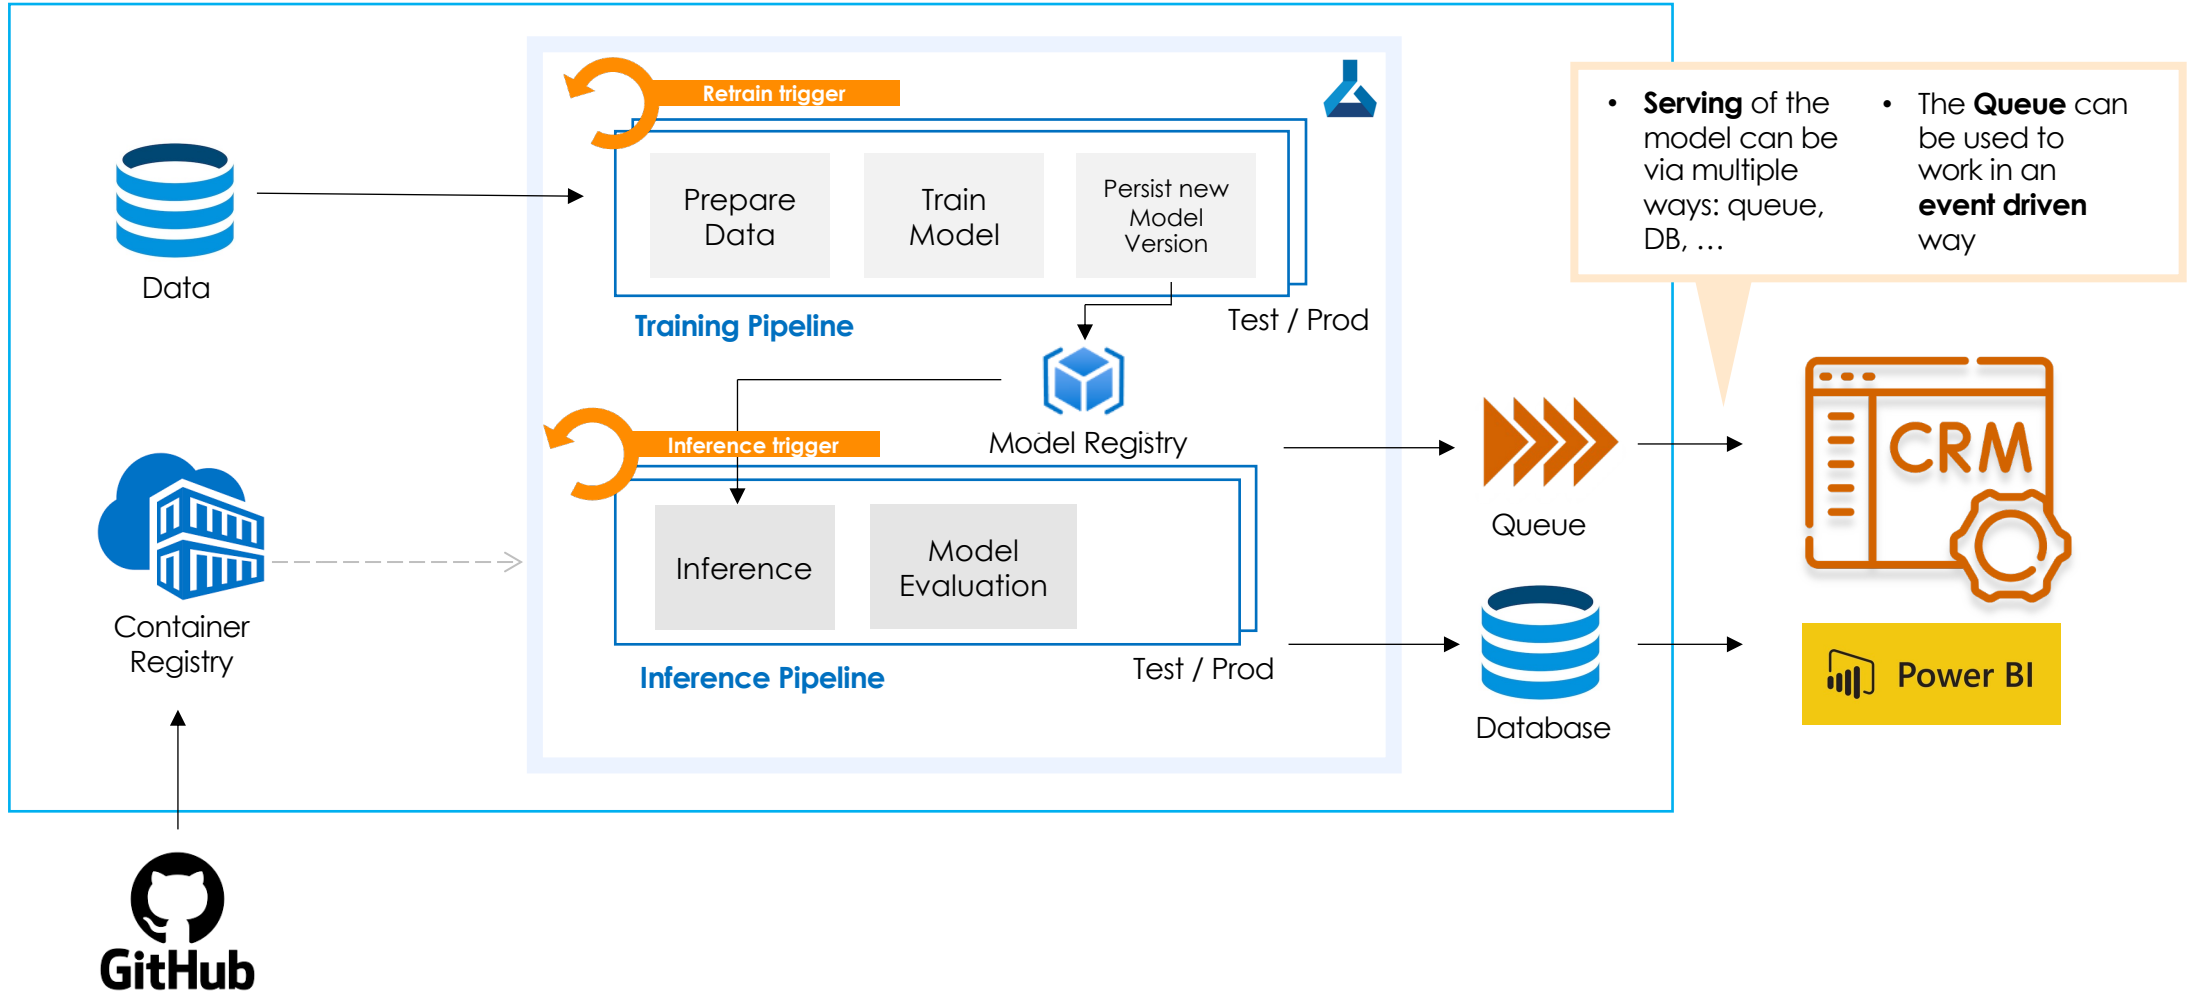 Retrain trigger
Prepare
Data
Train
Model
Persist new
Model
Version
Training Pipeline
Test / Prod
Data
Model Registry
Inference trigger
Inference
Model
Evaluation
Inference Pipeline
Test / Prod
Container
Registry
GitHub
Queue
Database
• Serving of the
model can be
via multiple
ways: queue,
DB, …
• The Queue can
be used to
work in an
event driven
way
CRM
Power BI